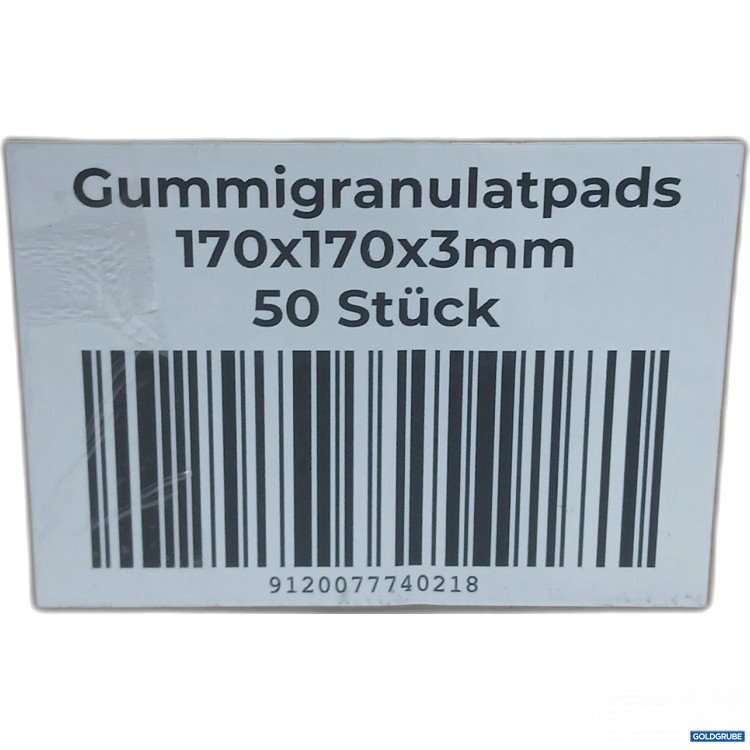 Gummigranulatpads
170x170x3mm
50 Stück
9120077740218
GOLDGRUBE